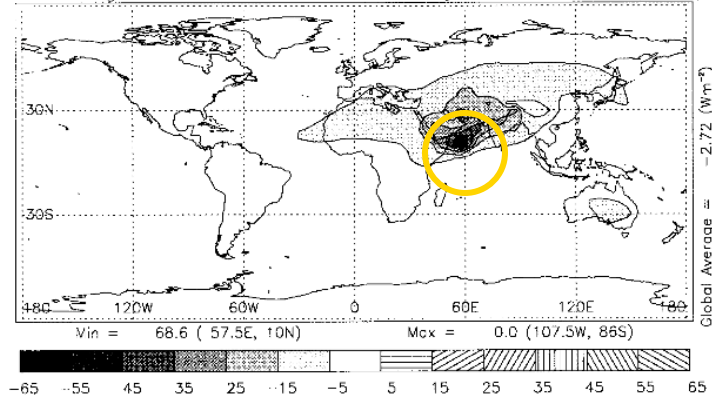 30N
30S
180 120W 60W 0 60E 120E 180
Min = 68.6 ( 57.5E, 10N) Max = 0.0 (107.5W, 86S)
-65 -55 45 35 -25 -15 -5 5 15 25 35 45 55 65
Global Average = -2.72 (Wm⁻²)